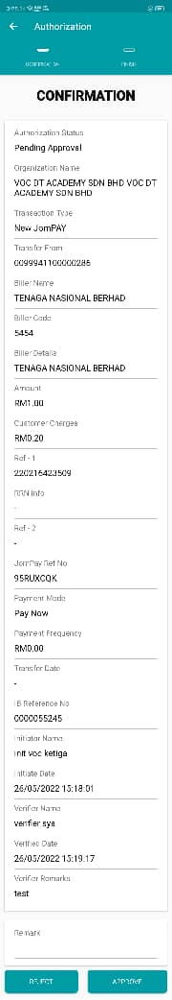 Authorization
CONFIRMATION
FINISH
CONFIRMATION
Authorization Status
Pending Approval
Organization Name
VOC DT ACADEMY SDN BHD VOC DT
ACADEMY SDN BHD
Transaction Type
New JomPAY
Transfer From
0099941100000286
Biller Name
TENAGA NASIONAL BERHAD
Biller Code
5454
Biller Details
TENAGA NASIONAL BERHAD
Amount
RM1.00
Customer Charges
RM0.20
Ref - 1
220216423509
RRN Info
-
Ref - 2
-
JomPay Ref No
95RUXCQK
Payment Mode
Pay Now
Payment Frequency
RM0.00
Transfer Date
-
IB Reference No
0000055245
Initiator Name
init voc ketiga
Initiate Date
26/05/2022 15:18:01
Verifier Name
verifier sya
Verified Date
26/05/2022 15:19:17
Verifier Remarks
test
Remark
REJECT
APPROVE